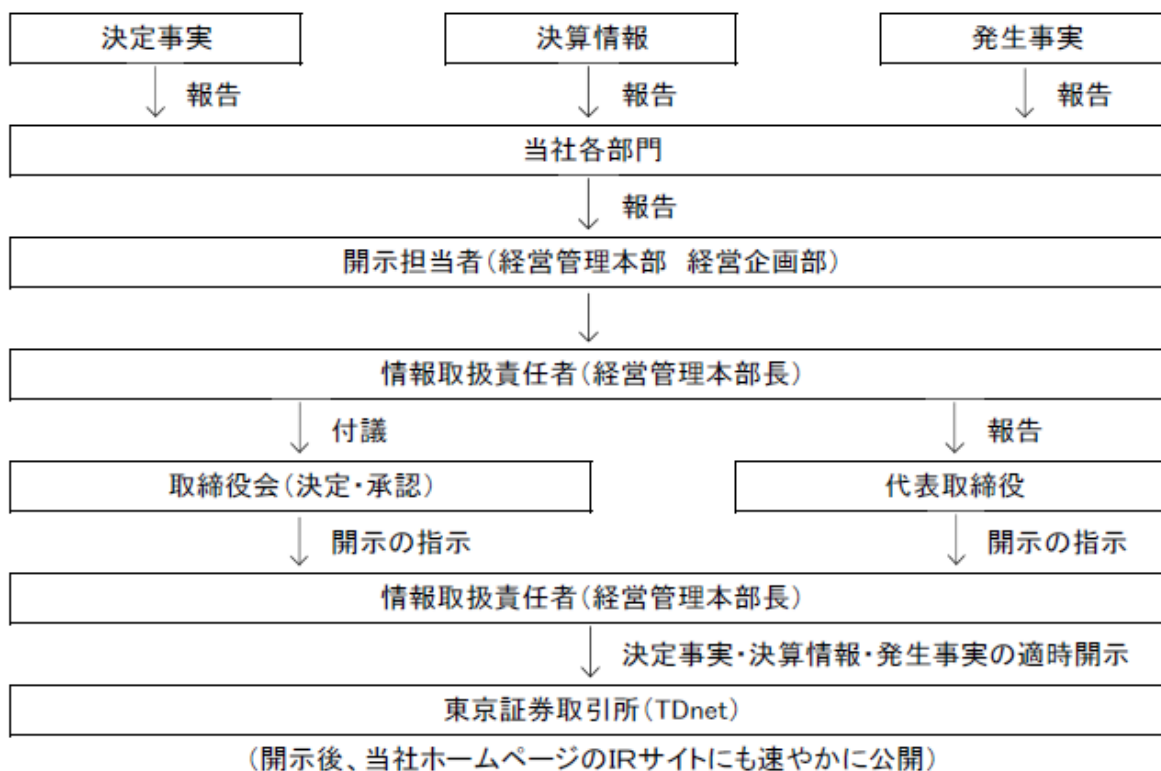 決定事実 決算情報 発生事実
報告 報告 報告
当社各部門
報告
開示担当者(経営管理本部 経営企画部)
情報取扱責任者(経営管理本部長)
付議 報告
取締役会(決定・承認) 代表取締役
開示の指示 開示の指示
情報取扱責任者(経営管理本部長)
決定事実・決算情報・発生事実の適時開示
東京証券取引所(TDnet)
(開示後、当社ホームページのIRサイトにも速やかに公開)